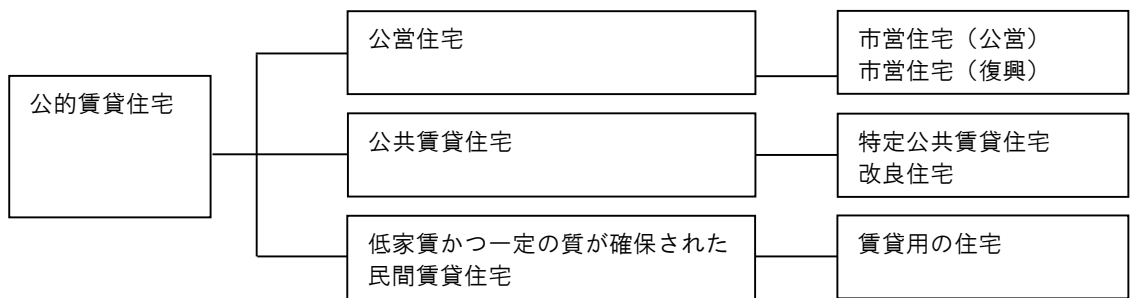 公的賃貸住宅
公営住宅
市営住宅（公営）
市営住宅（復興）
公共賃貸住宅
特定公共賃貸住宅
改良住宅
低家賃かつ一定の質が確保された
民間賃貸住宅
賃貸用の住宅